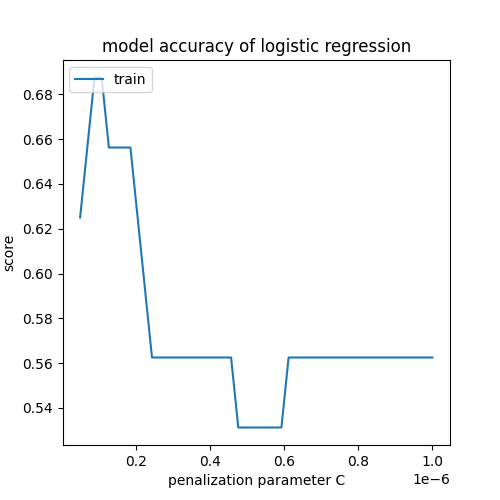 model accuracy of logistic regression
train
score
0.68
0.66
0.64
0.62
0.60
0.58
0.56
0.54
0.2
0.4
0.6
0.8
1.0
1e−6
penalization parameter C